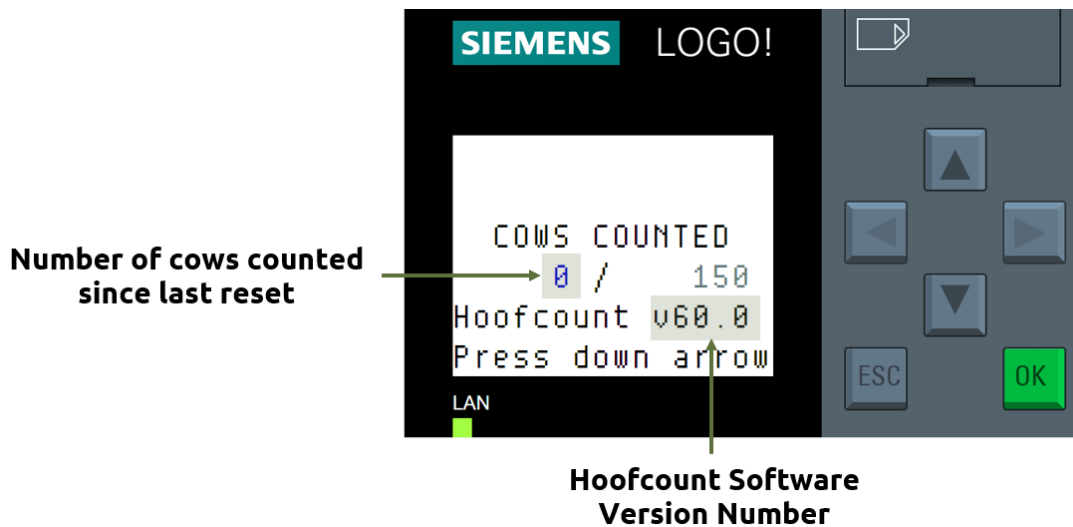 SIEMENS LOGO!
COWS COUNTED
0 / 150
Hoofcount v60.0
Press down arrow
LAN
ESC
OK
Number of cows counted
since last reset
Hoofcount Software
Version Number